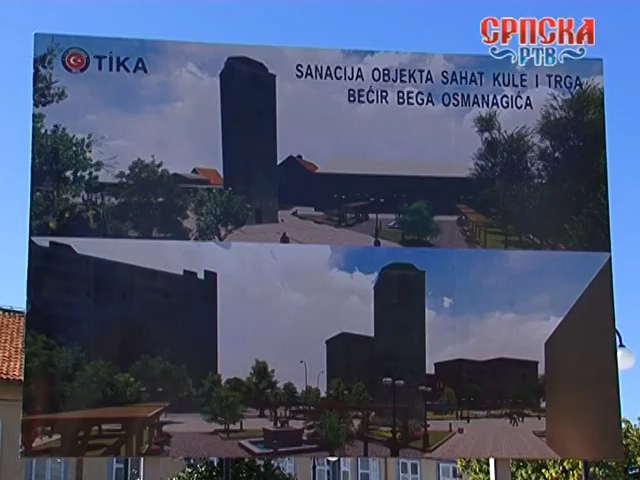 СРПСКА
РТВ
TİKA
SANACIJA OBJEKTA SAHAT KULE I TRGA
BEĆIR BEGA OSMANAGIĆA